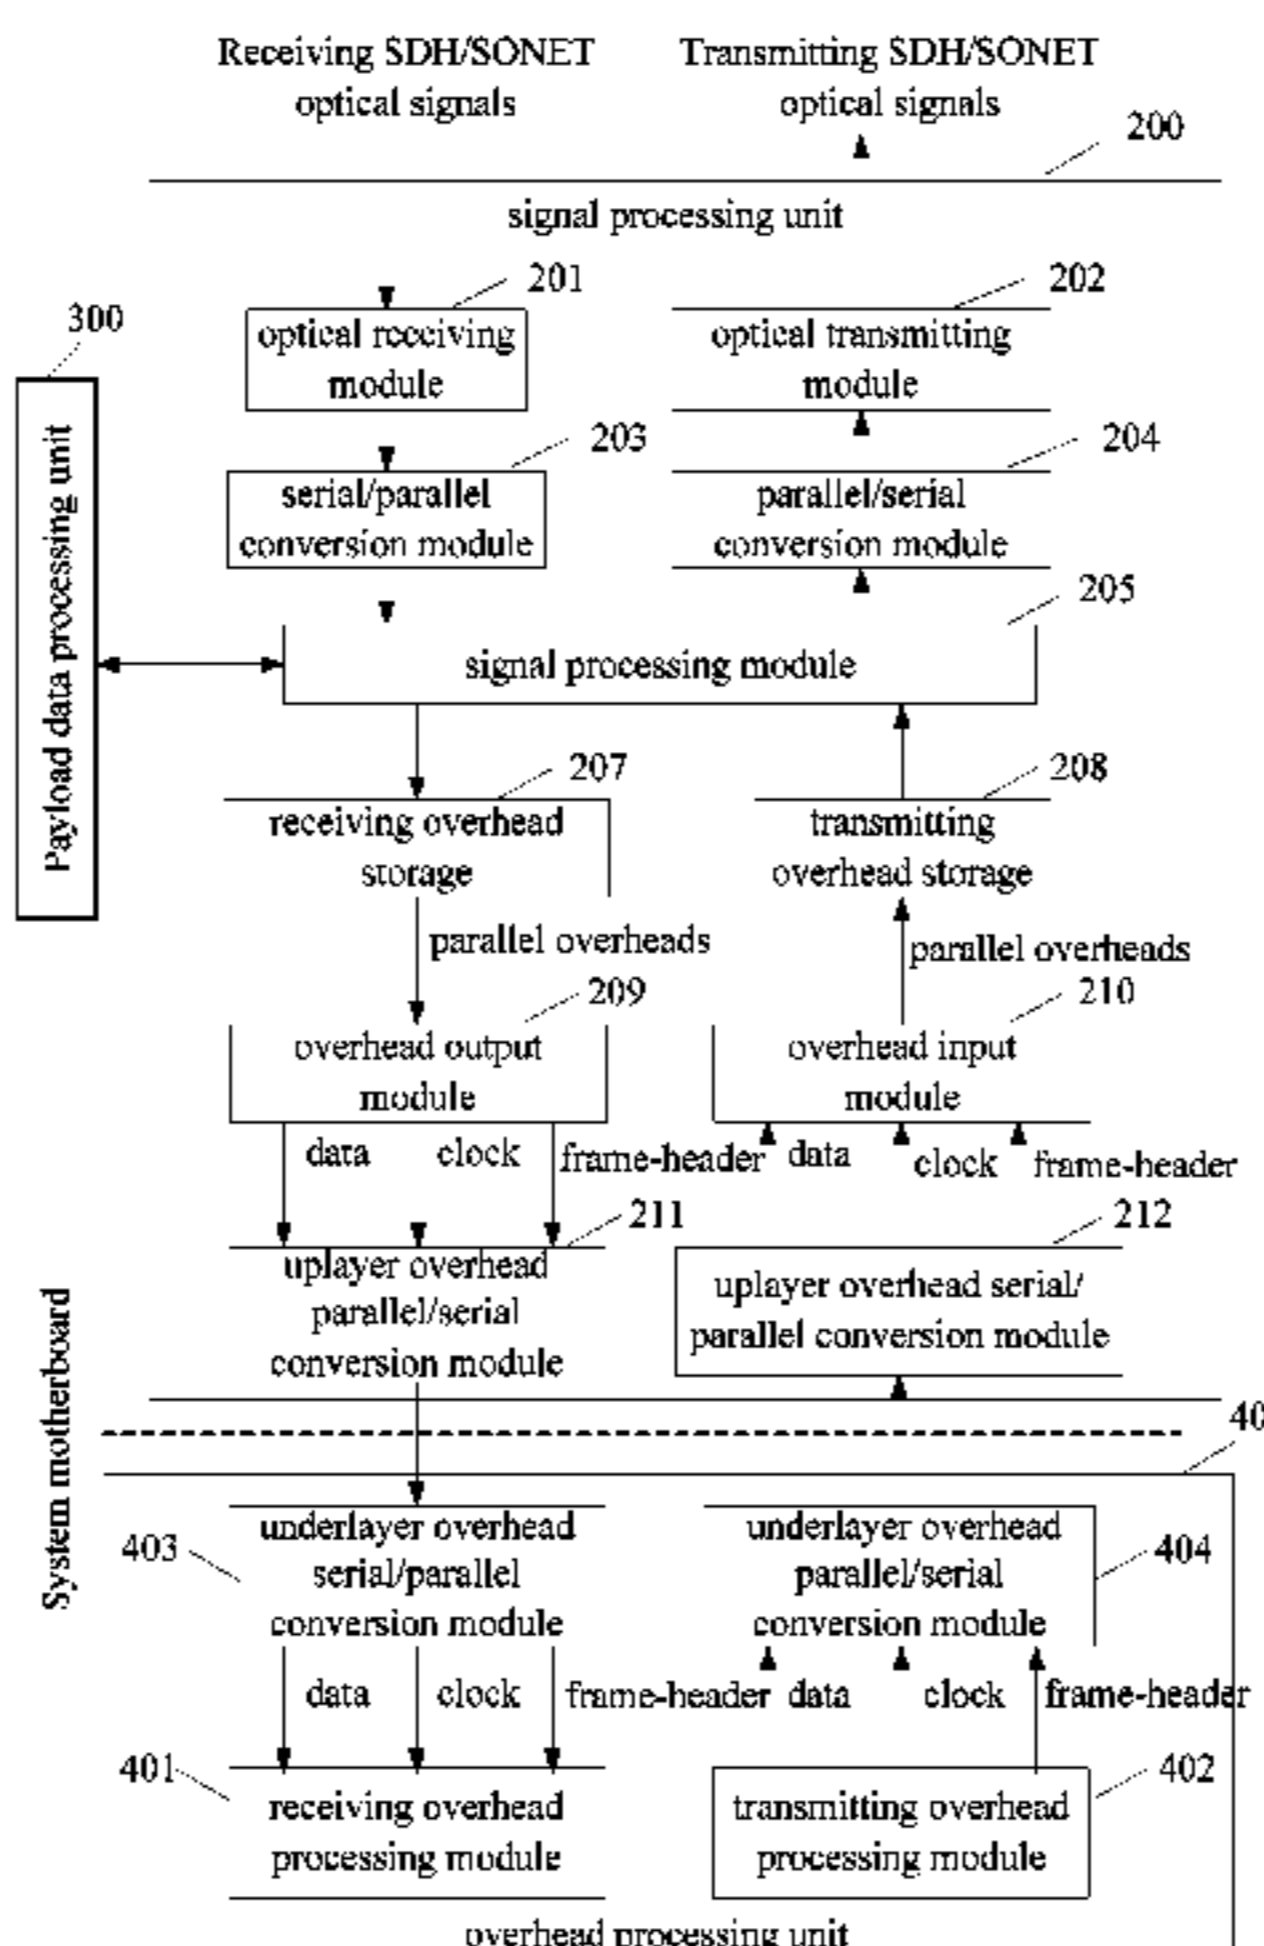 Receiving SDH/SONET
optical signals
Transmitting SDH/SONET
optical signals
200
signal processing unit
201
202
300
optical receiving
module
optical transmitting
module
203
204
serial/parallel
conversion module
parallel/serial
conversion module
205
Payload data processing unit
signal processing module
207
208
receiving overhead
storage
transmitting
overhead storage
parallel overheads
parallel overheads
209
210
overhead output
module
overhead input
module
data
clock
frame-header
data
clock
frame-header
211
212
uplayer overhead
parallel/serial
conversion module
uplayer overhead serial/
parallel conversion module
System motherboard
40
403
underlayer overhead
serial/parallel
conversion module
underlayer overhead
parallel/serial
conversion module
404
data
clock
frame-header
data
clock
frame-header
401
402
receiving overhead
processing module
transmitting overhead
processing module
overhead processing unit